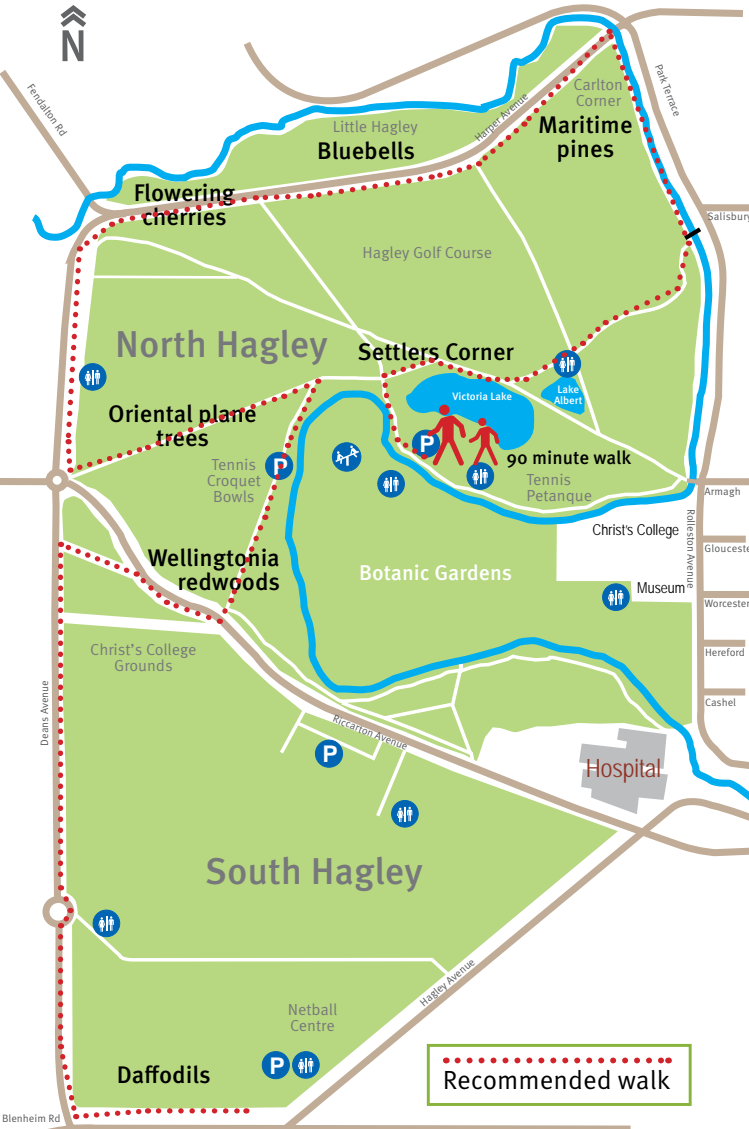 N
Fendalton Rd
Park Terrace
Carlton
Corner
Maritime
pines
Harper Avenue
Little Hagley
Bluebells
Flowering
cherries
Salisbury
Hagley Golf Course
North Hagley
Settlers Corner
Victoria Lake
Lake
Albert
Oriental plane
trees
P
90 minute walk
Tennis
Croquet
Bowls
P
Tennis
Petanque
Armagh
Rolleston Avenue
Christ's College
Gloucester
Wellingtonia
redwoods
Botanic Gardens
Museum
Worcester
Christ's College
Grounds
Hereford
Deans Avenue
Cashel
Riccarton Avenue
P
Hospital
South Hagley
Hagley Avenue
Netball
Centre
P
Daffodils
Recommended walk
Blenheim Rd